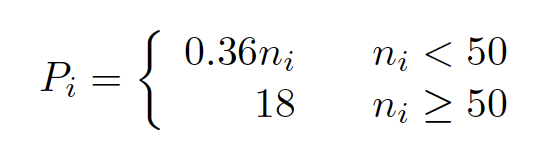 P_i = { 0.36n_i    n_i < 50
18    n_i ≥ 50